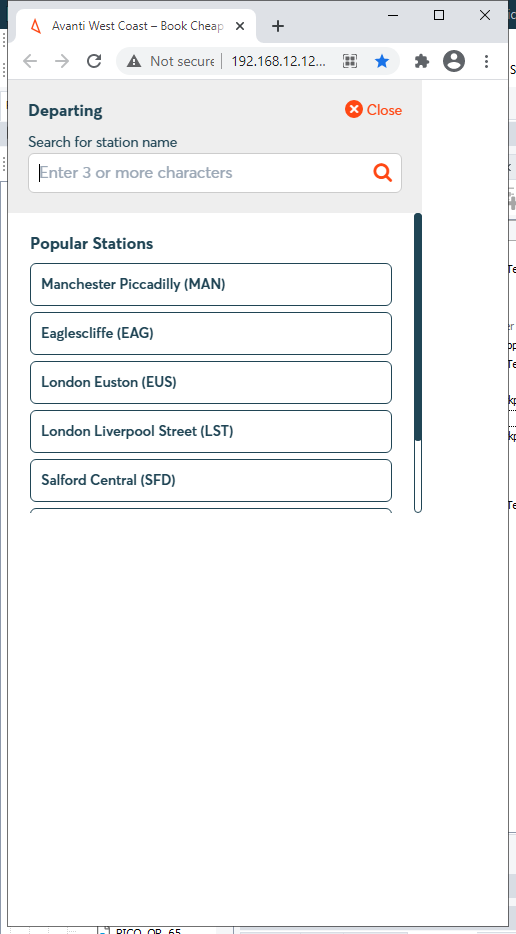 Avanti West Coast – Book Cheap
Not secure
192.168.12.12...
Departing
Close
Search for station name
Enter 3 or more characters
Popular Stations
Manchester Piccadilly (MAN)
Eaglescliffe (EAG)
London Euston (EUS)
London Liverpool Street (LST)
Salford Central (SFD)